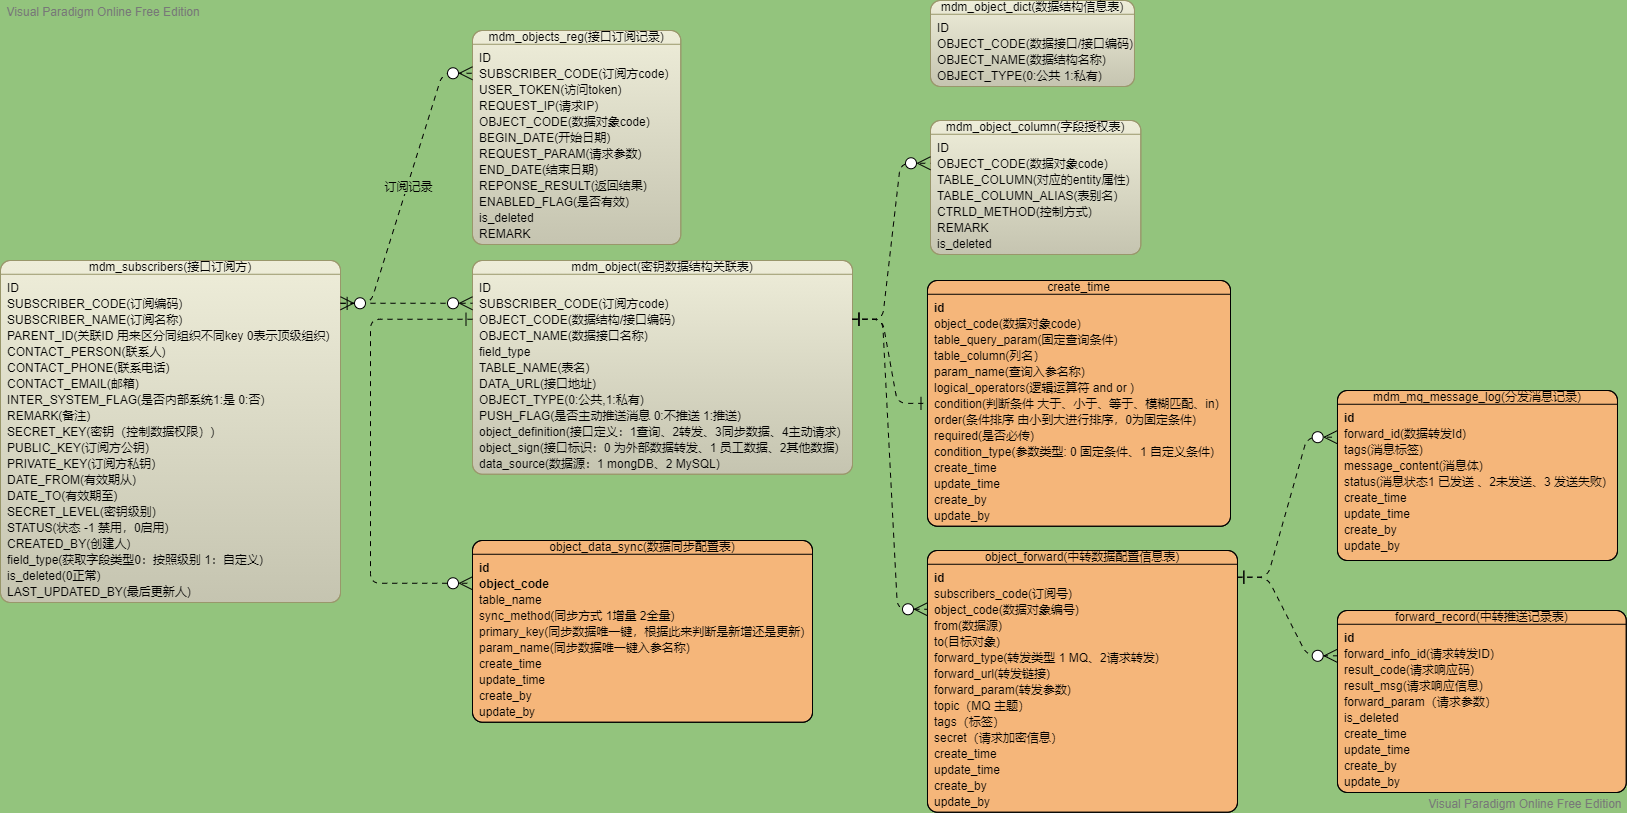 Visual Paradigm Online Free Edition
mdm_objects_reg(接口订阅记录)
ID
SUBSCRIBER_CODE(订阅方code)
USER_TOKEN(访问token)
REQUEST_IP(请求IP)
OBJECT_CODE(数据对象code)
BEGIN_DATE(开始日期)
REQUEST_PARAM(请求参数)
END_DATE(结束日期)
REPONSE_RESULT(返回结果)
ENABLED_FLAG(是否有效)
is_deleted
REMARK
mdm_object_dict(数据结构信息表)
ID
OBJECT_CODE(数据接口/接口编码)
OBJECT_NAME(数据结构名称)
OBJECT_TYPE(0:公共 1:私有)
mdm_object_column(字段授权表)
ID
OBJECT_CODE(数据对象code)
TABLE_COLUMN(对应的entity属性)
TABLE_COLUMN_ALIAS(表别名)
CTRLD_METHOD(控制方式)
REMARK
is_deleted
订阅记录
mdm_subscribers(接口订阅方)
ID
SUBSCRIBER_CODE(订阅编码)
SUBSCRIBER_NAME(订阅名称)
PARENT_ID(关联ID 用来区分同组织不同key 0表示顶级组织)
CONTACT_PERSON(联系人)
CONTACT_PHONE(联系电话)
CONTACT_EMAIL(邮箱)
INTER_SYSTEM_FLAG(是否内部系统1:是 0:否)
REMARK(备注)
SECRET_KEY(密钥（控制数据权限）)
PUBLIC_KEY(订阅方公钥)
PRIVATE_KEY(订阅方私钥)
DATE_FROM(有效期从)
DATE_TO(有效期至)
SECRET_LEVEL(密钥级别)
STATUS(状态 -1 禁用，0启用)
CREATED_BY(创建人)
field_type(获取字段类型0：按照级别 1：自定义)
is_deleted(0正常)
LAST_UPDATED_BY(最后更新人)
mdm_object(密钥数据结构关联表)
ID
SUBSCRIBER_CODE(订阅方code)
OBJECT_CODE(数据结构/接口编码)
OBJECT_NAME(数据接口名称)
field_type
TABLE_NAME(表名)
DATA_URL(接口地址)
OBJECT_TYPE(0:公共,1:私有)
PUSH_FLAG(是否主动推送消息 0:不推送 1:推送)
object_definition(接口定义：1查询、2转发、3同步数据、4主动请求)
object_sign(接口标识：0 为外部数据转发、1 员工数据、2其他数据)
data_source(数据源：1 mongDB、2 MySQL)
create_time
id
object_code(数据对象code)
table_query_param(固定查询条件)
table_column(列名)
param_name(查询入参名称)
logical_operators(逻辑运算符 and or )
condition(判断条件 大于、小于、等于、模糊匹配、in)
order(条件排序 由小到大进行排序，0为固定条件)
required(是否必传)
condition_type(参数类型: 0 固定条件、1 自定义条件)
create_time
update_time
create_by
update_by
object_data_sync(数据同步配置表)
id
object_code
table_name
sync_method(同步方式 1增量 2全量)
primary_key(同步数据唯一键，根据此来判断是新增还是更新)
param_name(同步数据唯一键入参名称)
create_time
update_time
create_by
update_by
object_forward(中转数据配置信息表)
id
subscribers_code(订阅号)
object_code(数据对象编号)
from(数据源)
to(目标对象)
forward_type(转发类型 1 MQ、2请求转发)
forward_url(转发链接)
forward_param(转发参数)
topic（MQ 主题）
tags（标签）
secret（请求加密信息）
create_time
update_time
create_by
update_by
mdm_mq_message_log(分发消息记录)
id
forward_id(数据转发Id)
tags(消息标签)
message_content(消息体)
status(消息状态1 已发送 、2未发送、3 发送失败)
create_time
update_time
create_by
update_by
forward_record(中转推送记录表)
id
forward_info_id(请求转发ID)
result_code(请求响应码)
result_msg(请求响应信息)
forward_param（请求参数）
is_deleted
create_time
update_time
create_by
update_by
Visual Paradigm Online Free Edition